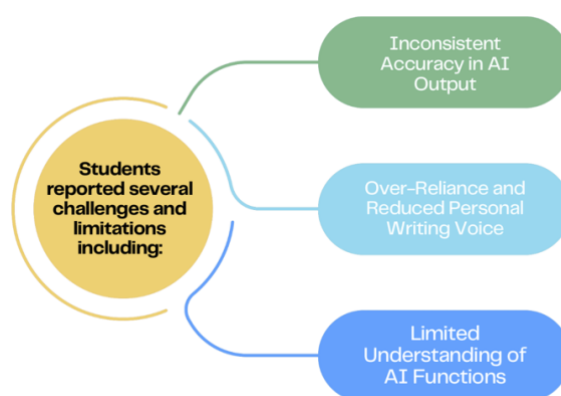 Students
reported several
challenges and
limitations
including:
Inconsistent
Accuracy in AI
Output
Over-Reliance and
Reduced Personal
Writing Voice
Limited
Understanding of
AI Functions